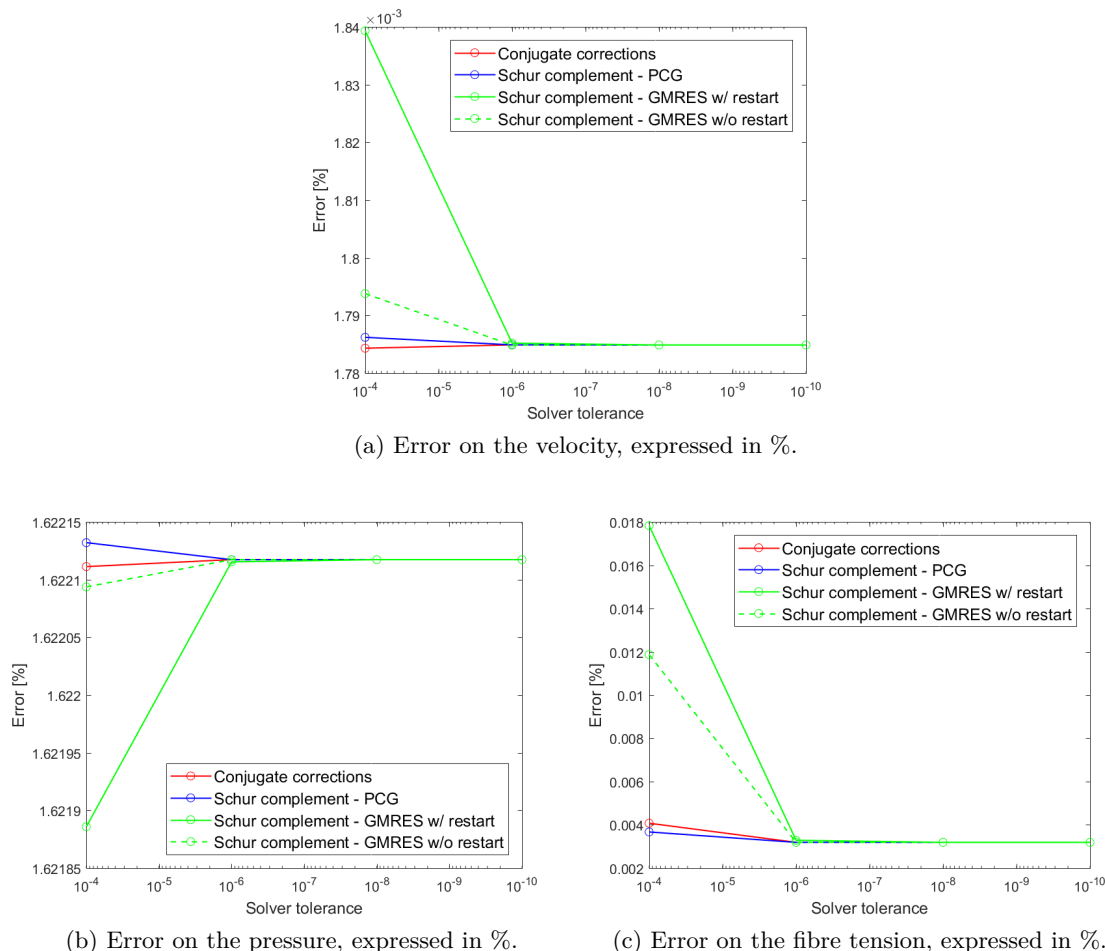 ×10⁻³
1.84
1.83
1.82
1.81
1.8
1.79
1.78
Error [%]
Conjugate corrections
Schur complement - PCG
Schur complement - GMRES w/ restart
Schur complement - GMRES w/o restart
10⁻⁴ 10⁻⁵ 10⁻⁶ 10⁻⁷ 10⁻⁸ 10⁻⁹ 10⁻¹⁰
Solver tolerance
(a) Error on the velocity, expressed in %.
1.62215
1.6221
1.62205
1.622
1.62195
1.6219
1.62185
Error [%]
Conjugate corrections
Schur complement - PCG
Schur complement - GMRES w/ restart
Schur complement - GMRES w/o restart
10⁻⁴ 10⁻⁵ 10⁻⁶ 10⁻⁷ 10⁻⁸ 10⁻⁹ 10⁻¹⁰
Solver tolerance
(b) Error on the pressure, expressed in %.
0.018
0.016
0.014
0.012
0.01
0.008
0.006
0.004
0.002
Error [%]
Conjugate corrections
Schur complement - PCG
Schur complement - GMRES w/ restart
Schur complement - GMRES w/o restart
10⁻⁴ 10⁻⁵ 10⁻⁶ 10⁻⁷ 10⁻⁸ 10⁻⁹ 10⁻¹⁰
Solver tolerance
(c) Error on the fibre tension, expressed in %.